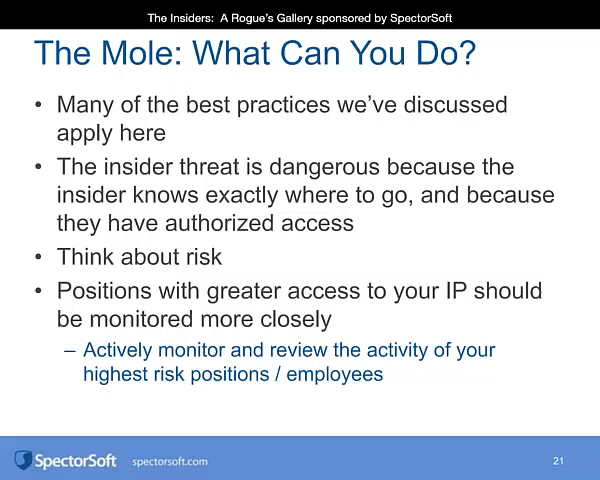 The Insiders:  A Rogue’s Gallery sponsored by SpectorSoft
The Mole: What Can You Do?
• Many of the best practices we’ve discussed
apply here
• The insider threat is dangerous because the
insider knows exactly where to go, and because
they have authorized access
• Think about risk
• Positions with greater access to your IP should
be monitored more closely
– Actively monitor and review the activity of your
highest risk positions / employees
SpectorSoft spectorsoft.com 21